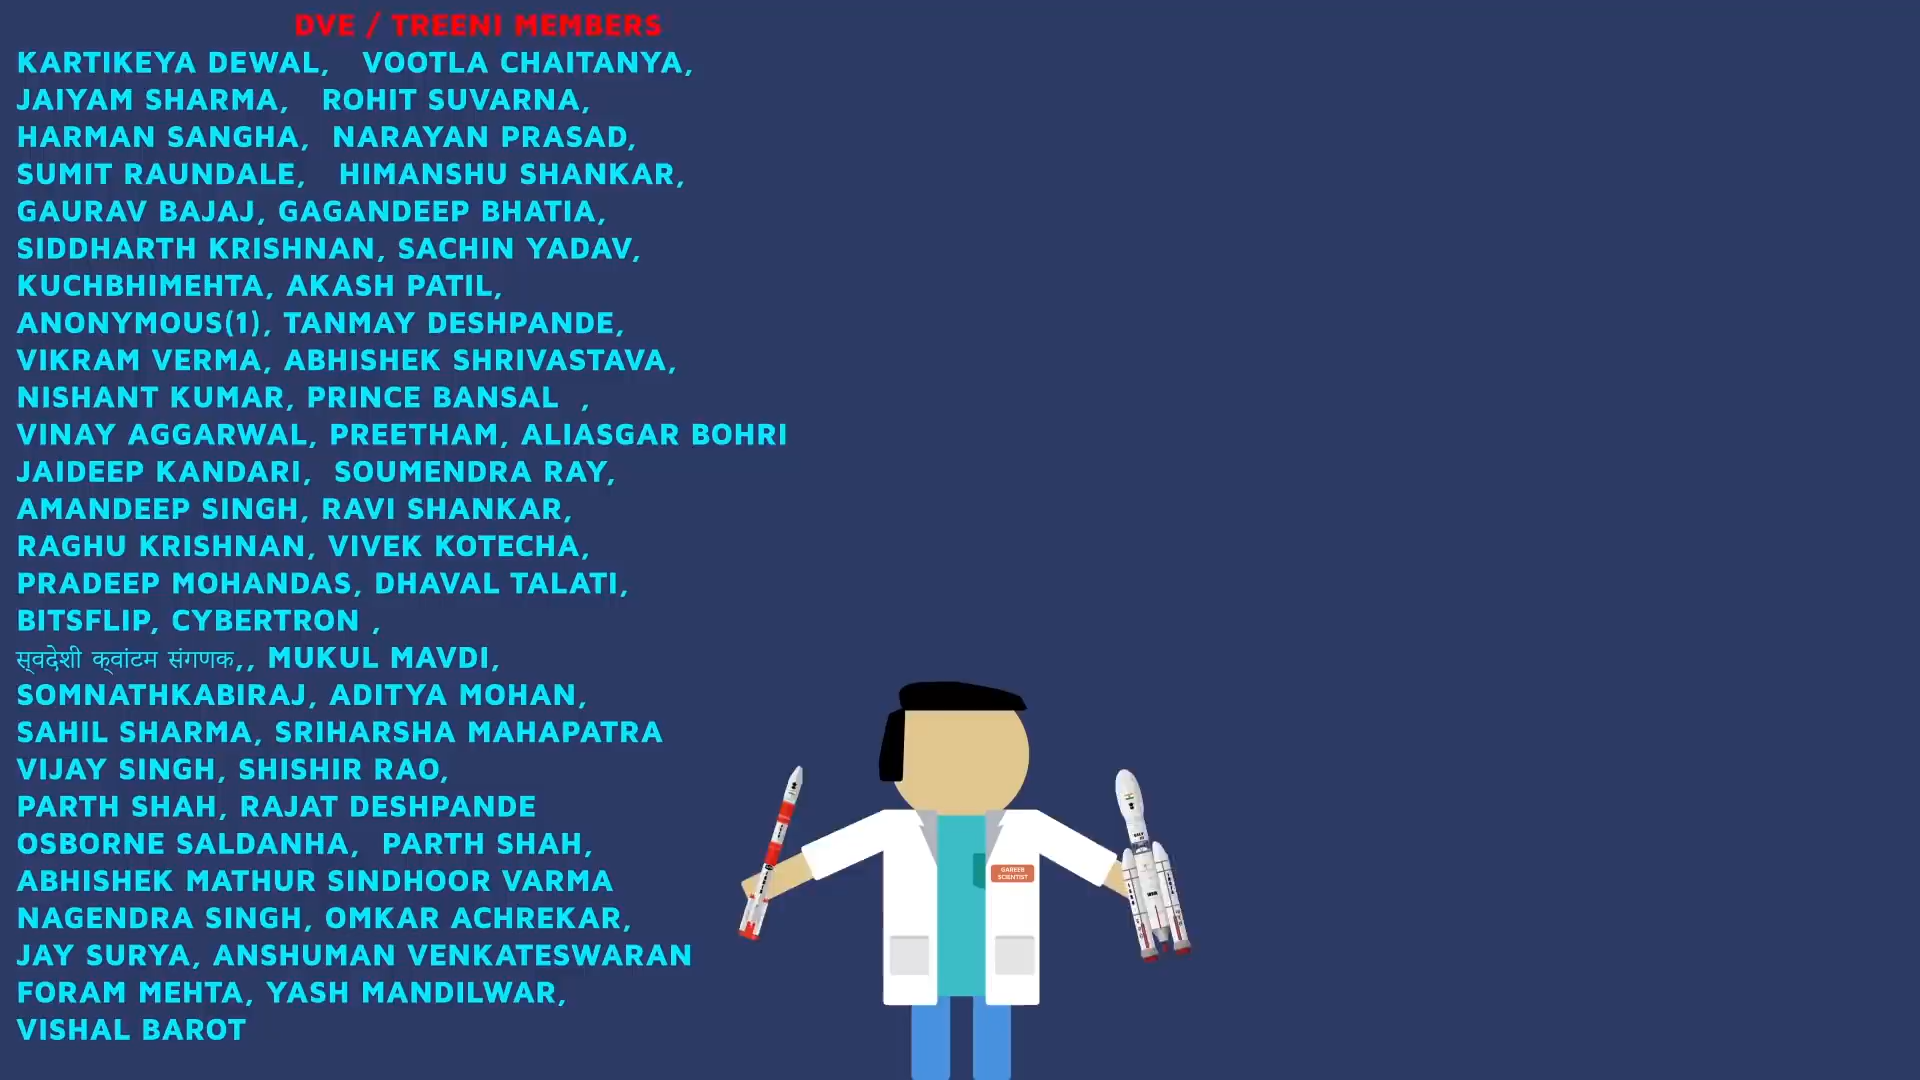 DVE / TREENI MEMBERS
KARTIKEYA DEWAL, VOOTLA CHAITANYA,
JAIYAM SHARMA, ROHIT SUVARNA,
HARMAN SANGHA, NARAYAN PRASAD,
SUMIT RAUNDALE, HIMANSHU SHANKAR,
GAURAV BAJAJ, GAGANDEEP BHATIA,
SIDDHARTH KRISHNAN, SACHIN YADAV,
KUCHBHIMEHTA, AKASH PATIL,
ANONYMOUS(1), TANMAY DESHPANDE,
VIKRAM VERMA, ABHISHEK SHRIVASTAVA,
NISHANT KUMAR, PRINCE BANSAL ,
VINAY AGGARWAL, PREETHAM, ALIASGAR BOHRI
JAIDEEP KANDARI, SOUMENDRA RAY,
AMANDEEP SINGH, RAVI SHANKAR,
RAGHU KRISHNAN, VIVEK KOTECHA,
PRADEEP MOHANDAS, DHAVAL TALATI,
BITSFLIP, CYBERTRON ,
स्वदेशी क्वांटम संगणक,, MUKUL MAVDI,
SOMNATHKABIRAJ, ADITYA MOHAN,
SAHIL SHARMA, SRIHARSHA MAHAPATRA
VIJAY SINGH, SHISHIR RAO,
PARTH SHAH, RAJAT DESHPANDE
OSBORNE SALDANHA, PARTH SHAH,
ABHISHEK MATHUR SINDHOOR VARMA
NAGENDRA SINGH, OMKAR ACHREKAR,
JAY SURYA, ANSHUMAN VENKATESWARAN
FORAM MEHTA, YASH MANDILWAR,
VISHAL BAROT
GAREEB
SCIENTIST